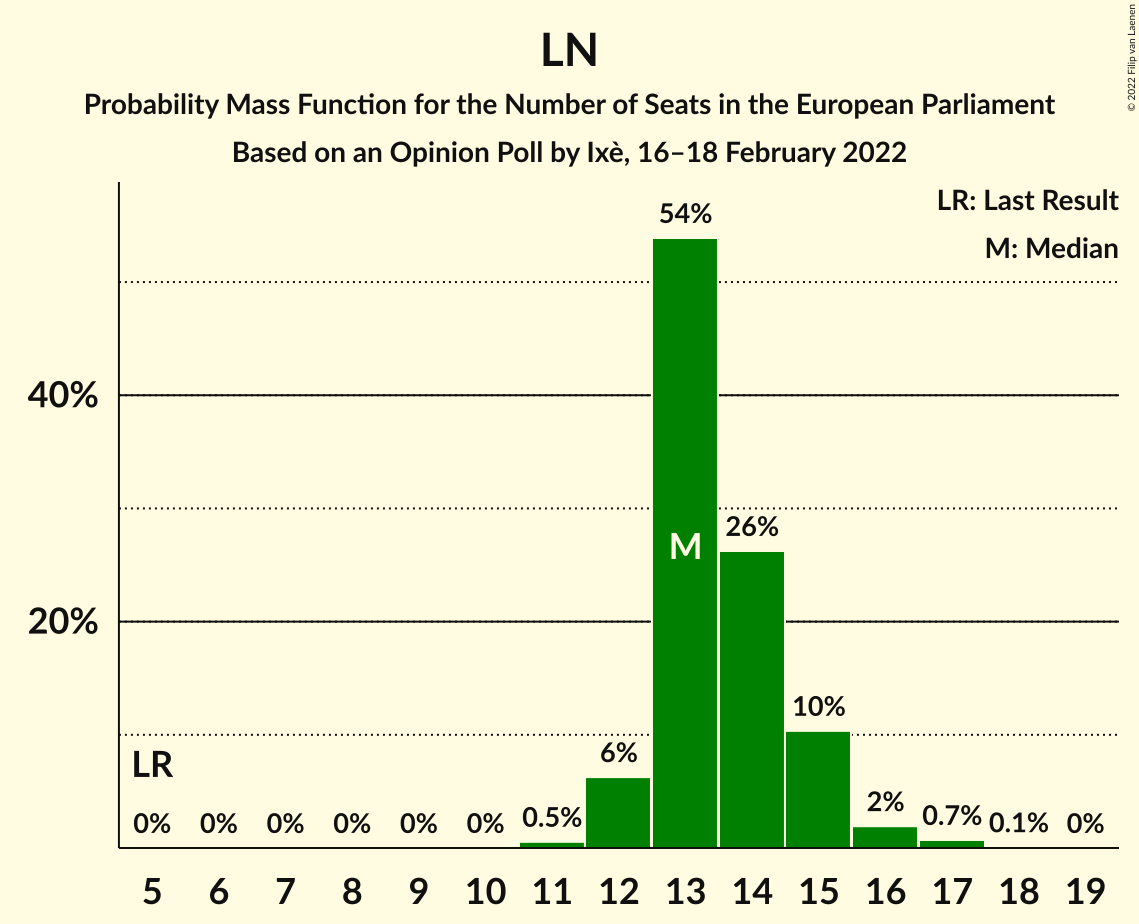 LN
Probability Mass Function for the Number of Seats in the European Parliament
Based on an Opinion Poll by Ixè, 16–18 February 2022
© 2022 Filip van Laenen
LR: Last Result
M: Median
54%
40%
26%
M
20%
10%
6%
LR
0% 0% 0% 0% 0% 0% 0.5% 2% 0.7% 0.1% 0%
5 6 7 8 9 10 11 12 13 14 15 16 17 18 19